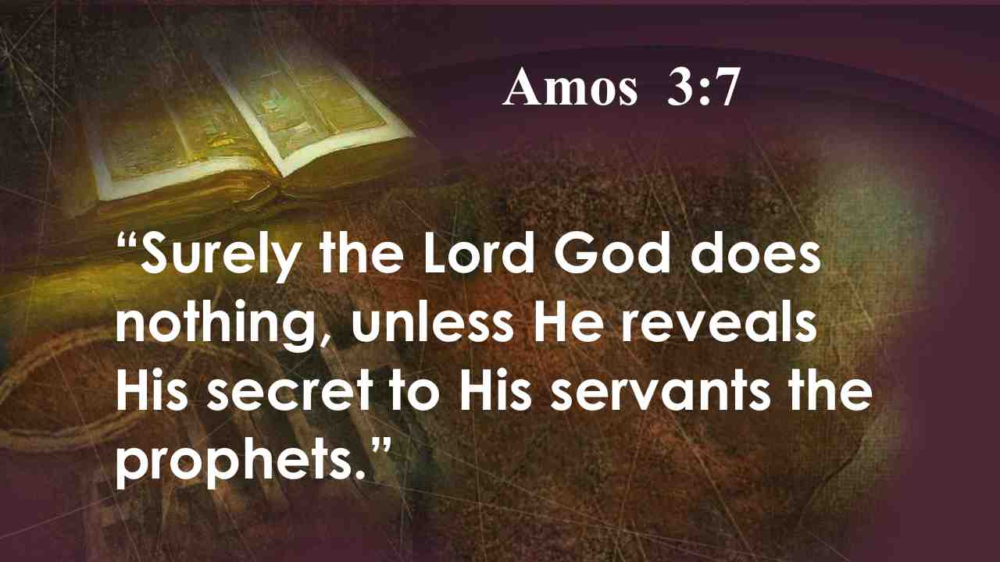 Amos 3:7
“Surely the Lord God does
nothing, unless He reveals
His secret to His servants the
prophets.”